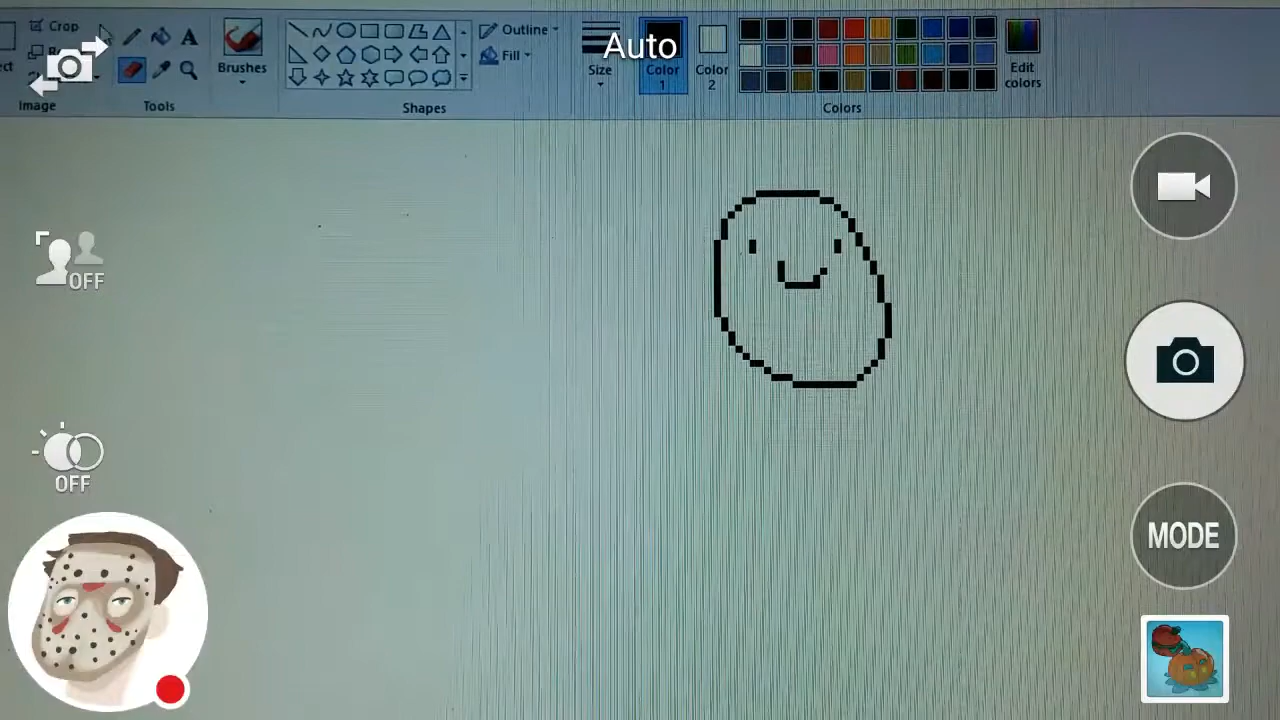 Crop
Auto
Outline
Fill
Brushes
Size
Color
1
Color
2
Edit
colors
Image
Tools
Shapes
Colors
A
OFF
OFF
MODE